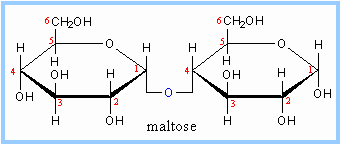 6 CH₂OH 6 CH₂OH
H 5 O H H 5 O H
4 H 1 4 H 1
OH H OH H
OH 3 2 O 3 2 OH
H OH H OH
maltose